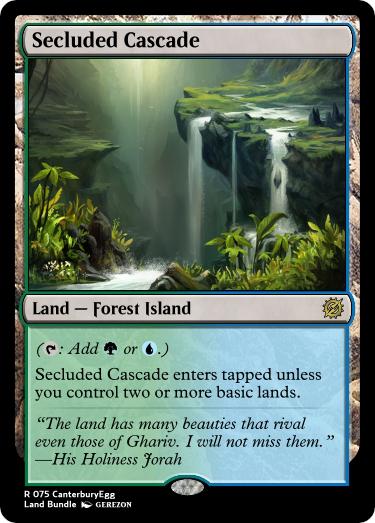 Secluded Cascade
Land — Forest Island
(: Add or .)
Secluded Cascade enters tapped unless
you control two or more basic lands.
“The land has many beauties that rival
even those of Ghariv. I will not miss them.”
—His Holiness Jorah
R 075 CanterburyEgg
Land Bundle GEREZON